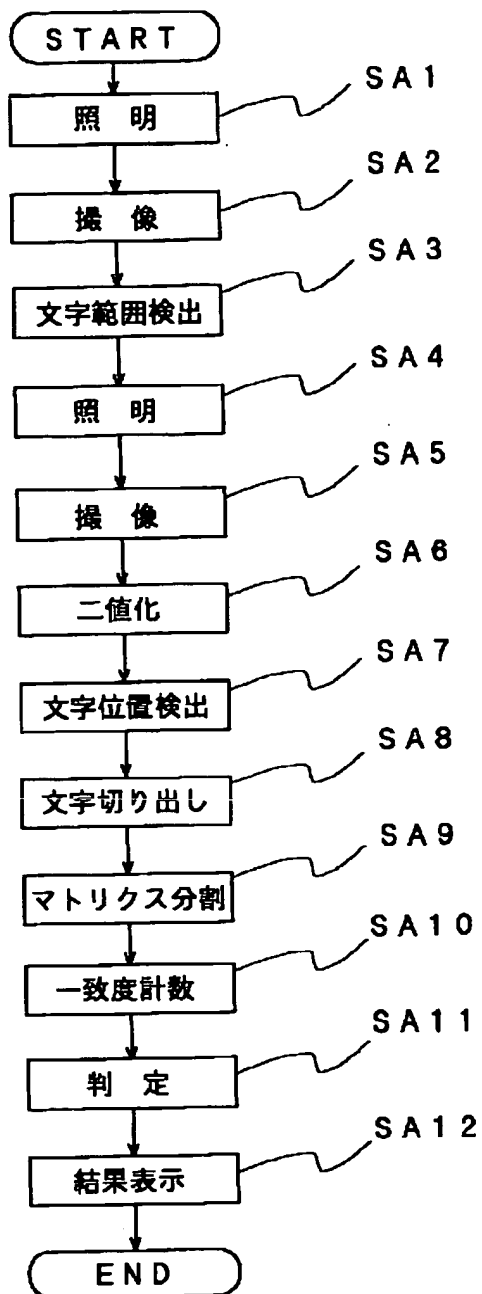 START
SA1
照 明
SA2
撮 像
SA3
文字範囲検出
SA4
照 明
SA5
撮 像
SA6
二値化
SA7
文字位置検出
SA8
文字切り出し
SA9
マトリクス分割
SA10
一致度計数
SA11
判 定
SA12
結果表示
END